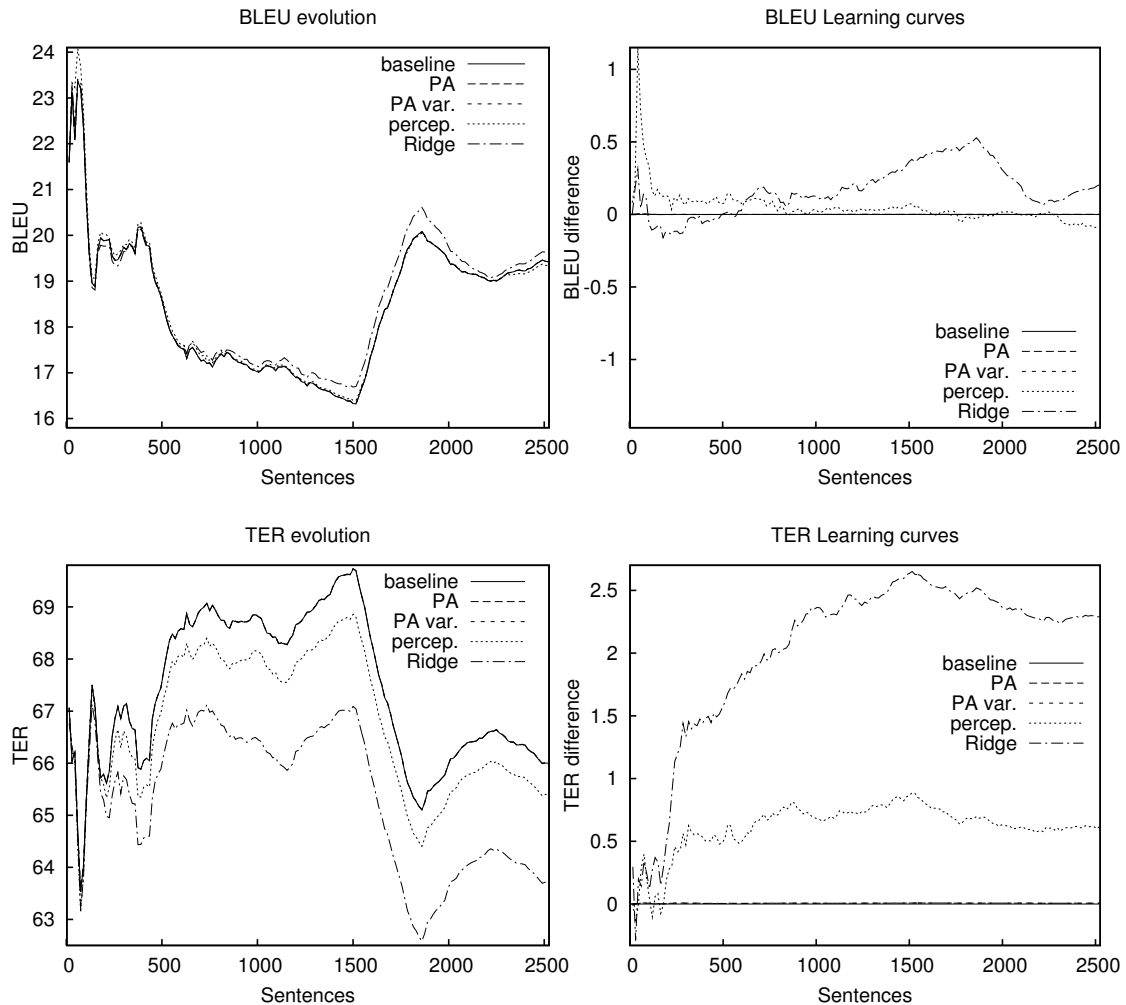 BLEU evolution
24
23
22
21
20
19
18
17
16
BLEU
baseline
PA
PA var.
percep.
Ridge
0
500
1000
1500
2000
2500
Sentences
BLEU Learning curves
1
0.5
0
-0.5
-1
BLEU difference
baseline
PA
PA var.
percep.
Ridge
0
500
1000
1500
2000
2500
Sentences
TER evolution
69
68
67
66
65
64
63
TER
baseline
PA
PA var.
percep.
Ridge
0
500
1000
1500
2000
2500
Sentences
TER Learning curves
2.5
2
1.5
1
0.5
0
TER difference
baseline
PA
PA var.
percep.
Ridge
0
500
1000
1500
2000
2500
Sentences